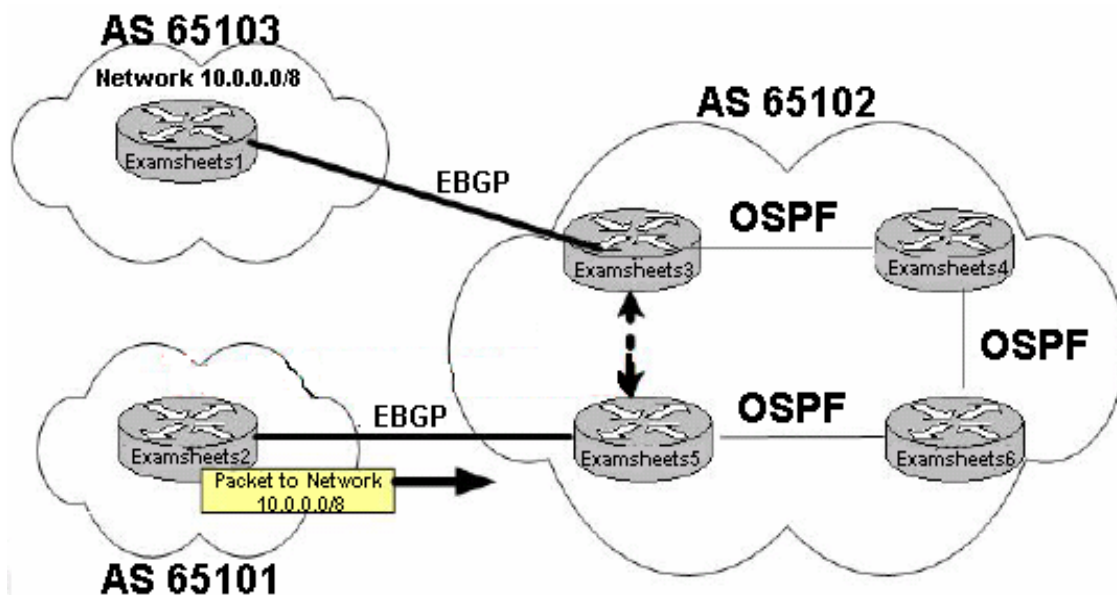 AS 65103
Network 10.0.0.0/8
Examsheets1
EBGP
AS 65102
OSPF
Examsheets3
Examsheets4
OSPF
EBGP
OSPF
Examsheets2
Examsheets5
Examsheets6
Packet to Network
10.0.0.0/8
AS 65101